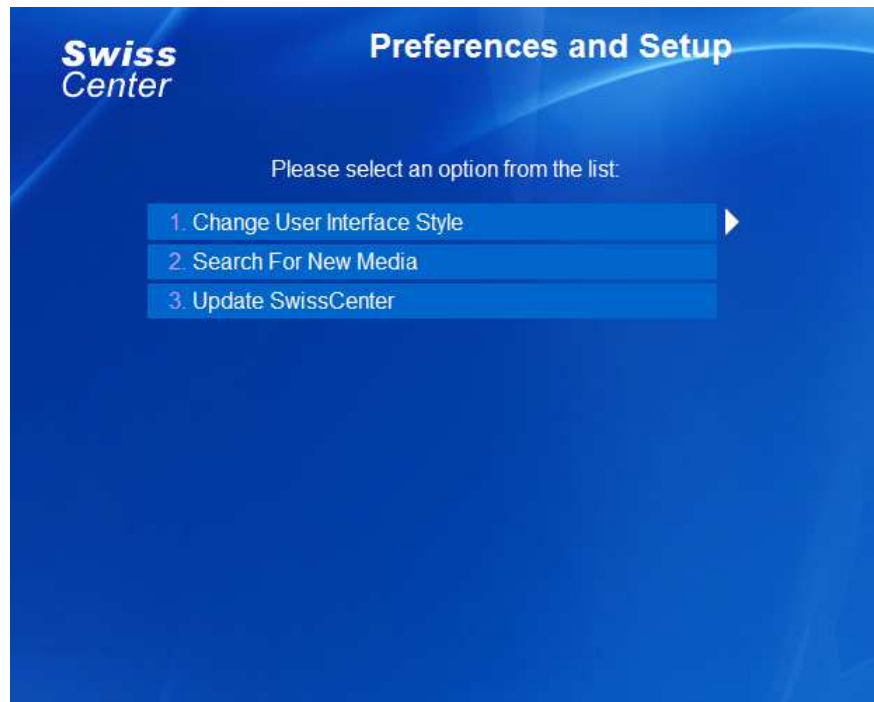 Swiss
Center
Preferences and Setup
Please select an option from the list:
1. Change User Interface Style
2. Search For New Media
3. Update SwissCenter